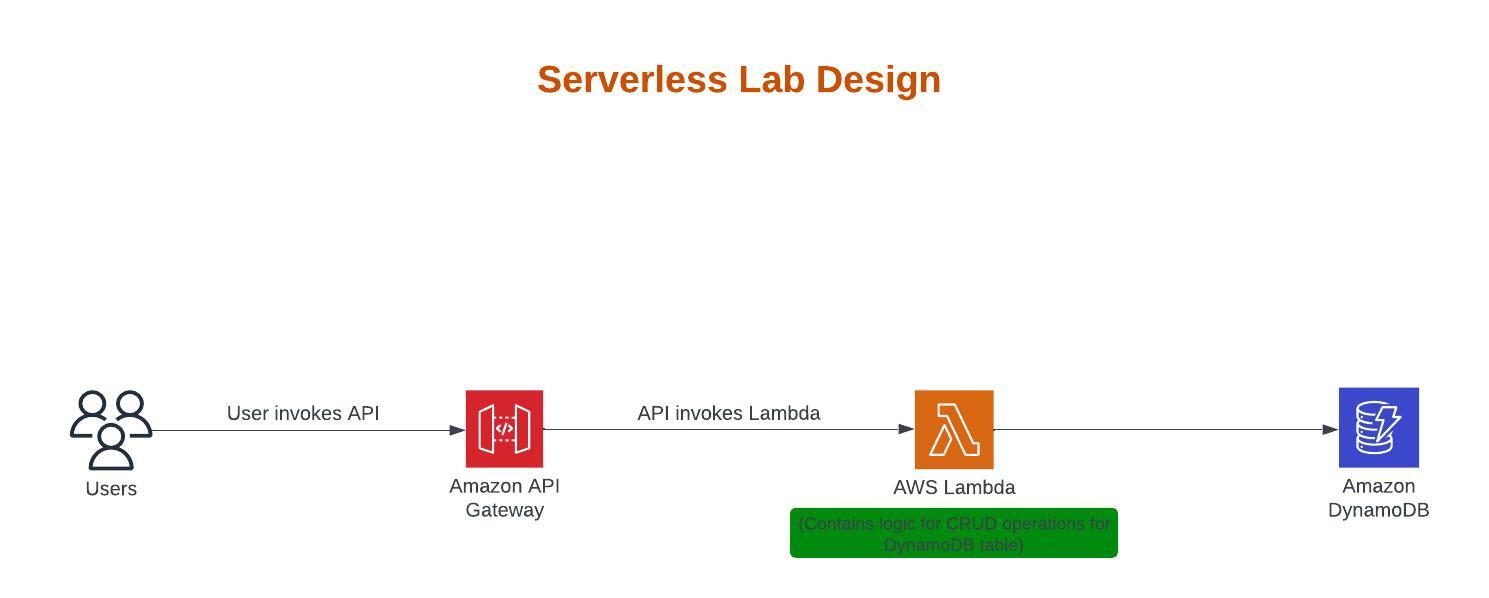 Serverless Lab Design
User invokes API
API invokes Lambda
Users
Amazon API
Gateway
AWS Lambda
(Contains logic for CRUD operations for
DynamoDB table)
Amazon
DynamoDB